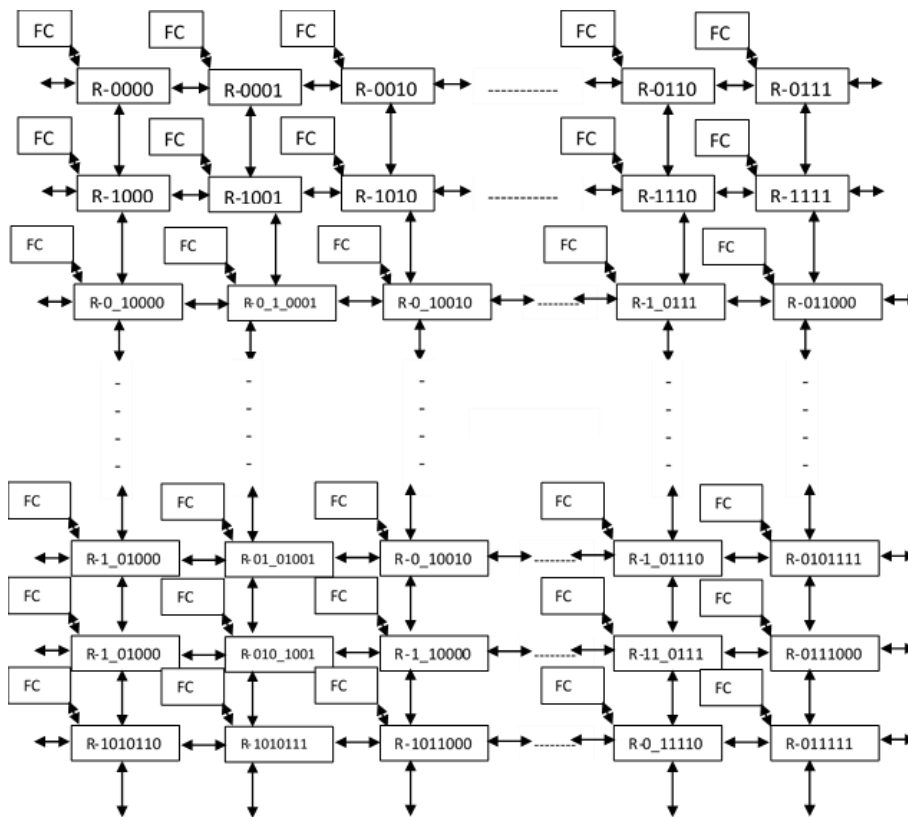 FC FC FC FC FC
R-0000 R-0001 R-0010 ---------- R-0110 R-0111
FC FC FC FC FC
R-1000 R-1001 R-1010 ---------- R-1110 R-1111
FC FC FC FC FC
R-0_10000 R-0_1_0001 R-0_10010 ------- R-1_0111 R-011000
- - - - -
- - - - -
- - - - -
- - - - -
FC FC FC FC FC
R-1_01000 R-01_01001 R-0_10010 ------- R-1_01110 R-0101111
FC FC FC FC FC
R-1_01000 R-010_1001 R-1_10000 ------- R-11_0111 R-0111000
FC FC FC FC FC
R-1010110 R-1010111 R-1011000 ------- R-0_11110 R-011111